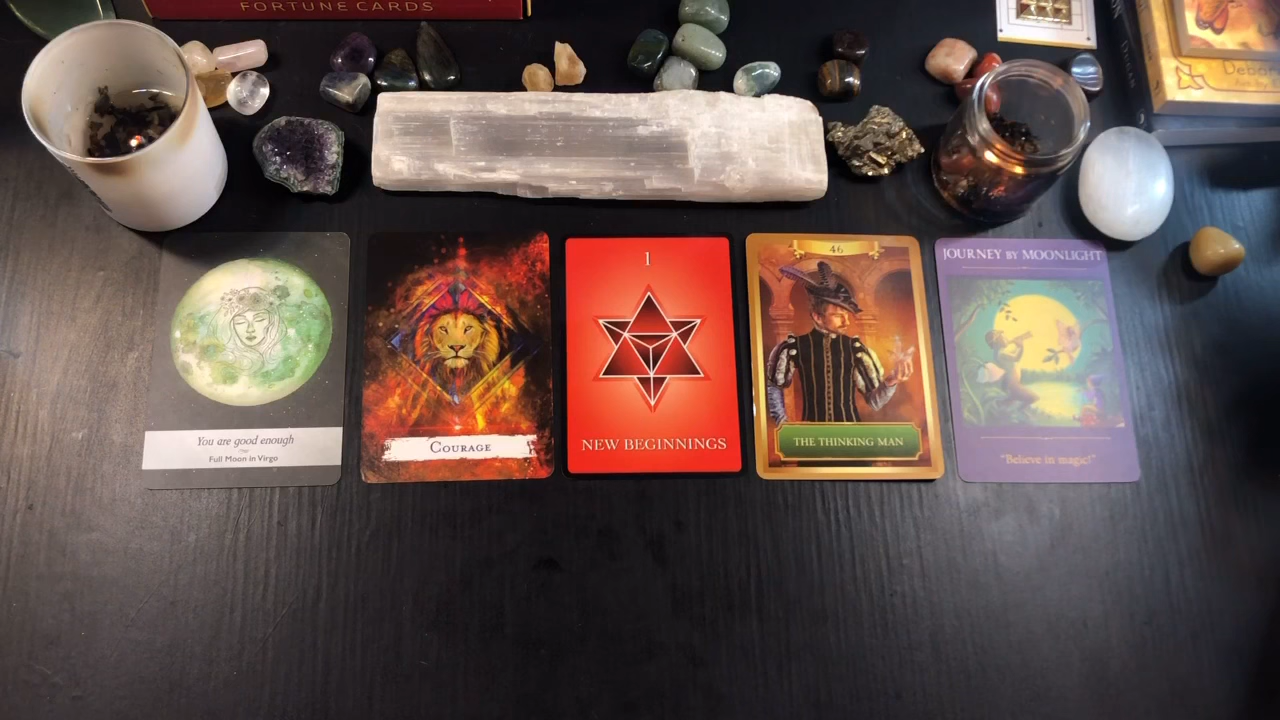 FORTUNE CARDS
You are good enough
Full Moon in Virgo
COURAGE
1
NEW BEGINNINGS
46
THE THINKING MAN
JOURNEY BY MOONLIGHT
"Believe in magic!"